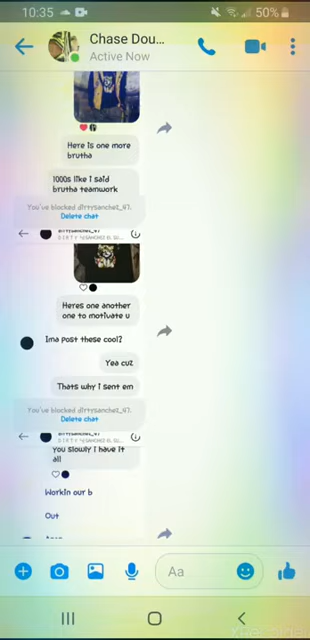 10:35
50%
Chase Dou...
Active Now
Here is one more
brutha
1000s like i said
brutha teamwork
You've blocked dirtysanchez_47.
Delete chat
Heres one another
one to motivate u
Ima post these cool?
Yea cuz
Thats why i sent em
You've blocked dirtysanchez_47.
Delete chat
You slowly i have it
all
Workin our b
Out
Aa